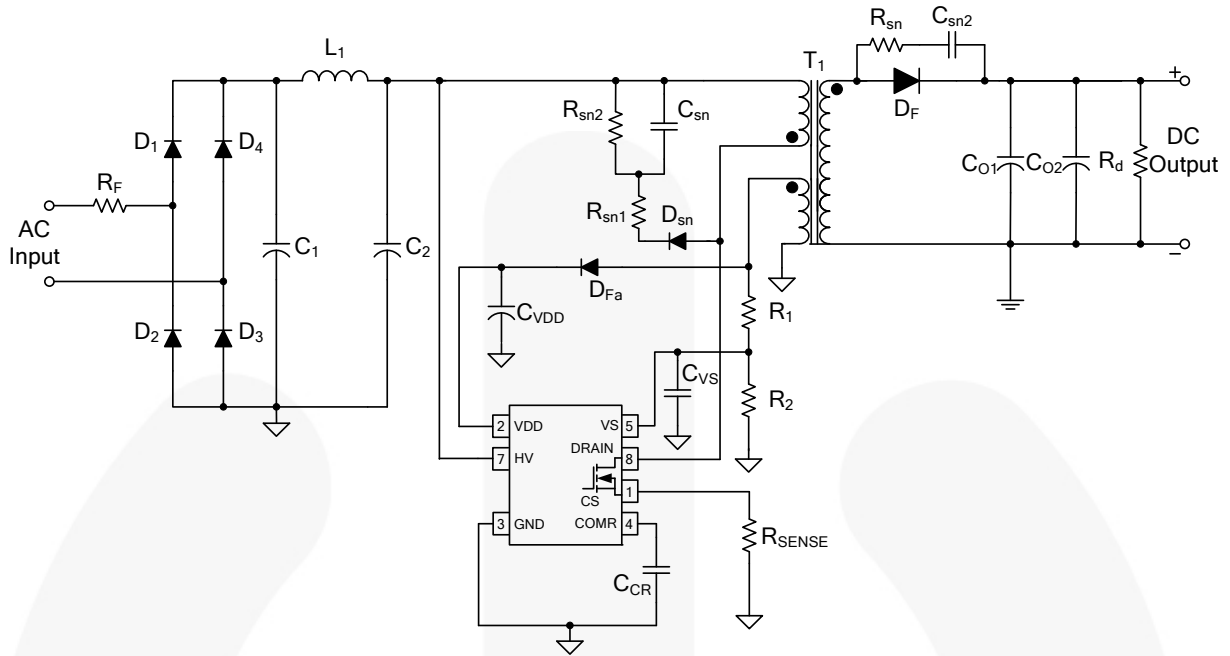 Rsn
Csn2
L1
T1
+
DF
Rsn2
Csn
D1
D4
CO1
CO2
Rd
DC
Output
RF
AC
Input
C1
C2
Rsn1
Dsn
−
DFa
R1
CVDD
D2
D3
CVS
R2
2
VDD
VS
5
7
HV
DRAIN
8
CS
1
3
GND
COMR
4
RSENSE
CCR